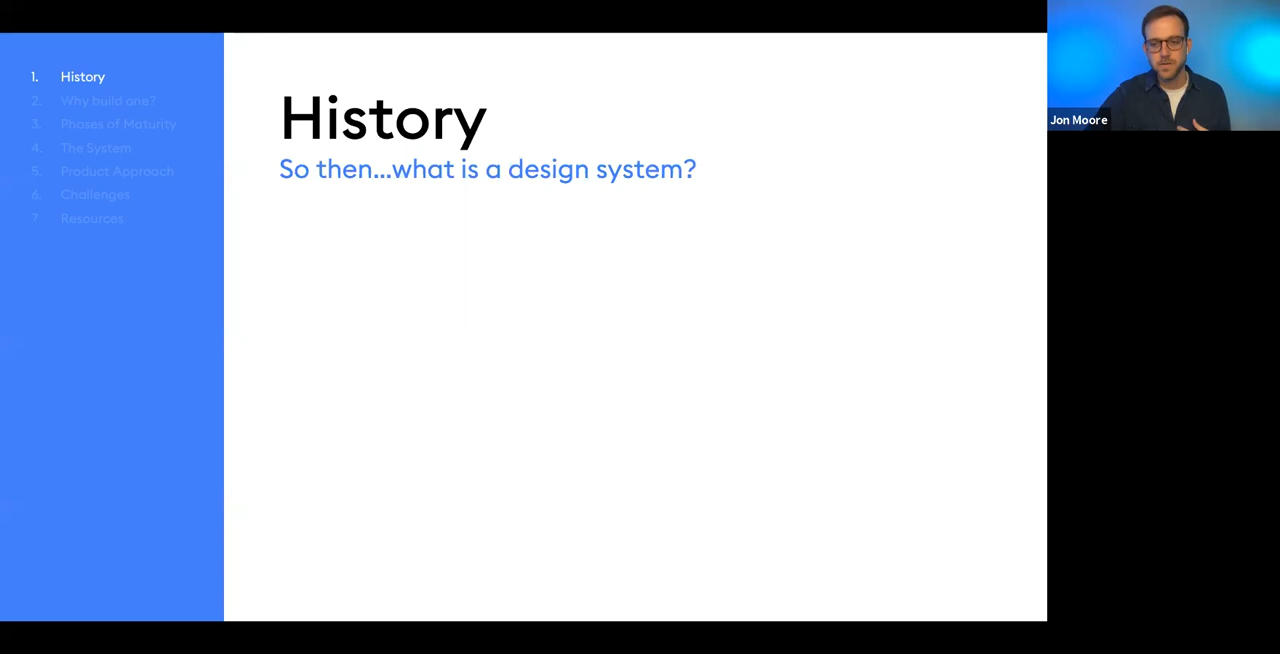 1. History
2. Why build one?
3. Phases of Maturity
4. The System
5. Product Approach
6. Challenges
7 Resources
History
So then...what is a design system?
Jon Moore